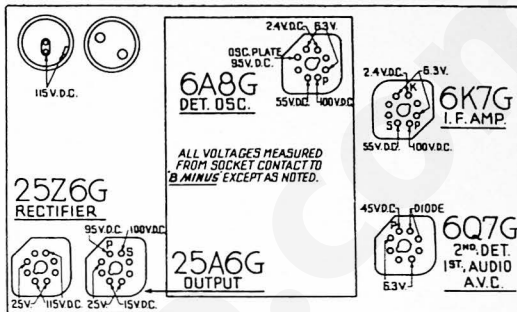 115V.D.C.
2.4V.D.C. 6.3V.
OSC. PLATE
95V.D.C.
6A8G
DET. OSC.
P
55V.D.C. 100V.D.C.
2.4V.D.C. 6.3V.
K
6K7G
I.F. AMP.
S P
55V.D.C. 100V.D.C.
ALL VOLTAGES MEASURED
FROM SOCKET CONTACT TO
"B MINUS" EXCEPT AS NOTED.
25Z6G
RECTIFIER
25V. 115V.D.C.
95V.D.C. 100V.D.C.
P S
25V. 15V.D.C.
25A6G
OUTPUT
45V.D.C. DIODE
P
6.3V.
6Q7G
2ND. DET.
1ST., AUDIO
A.V.C.